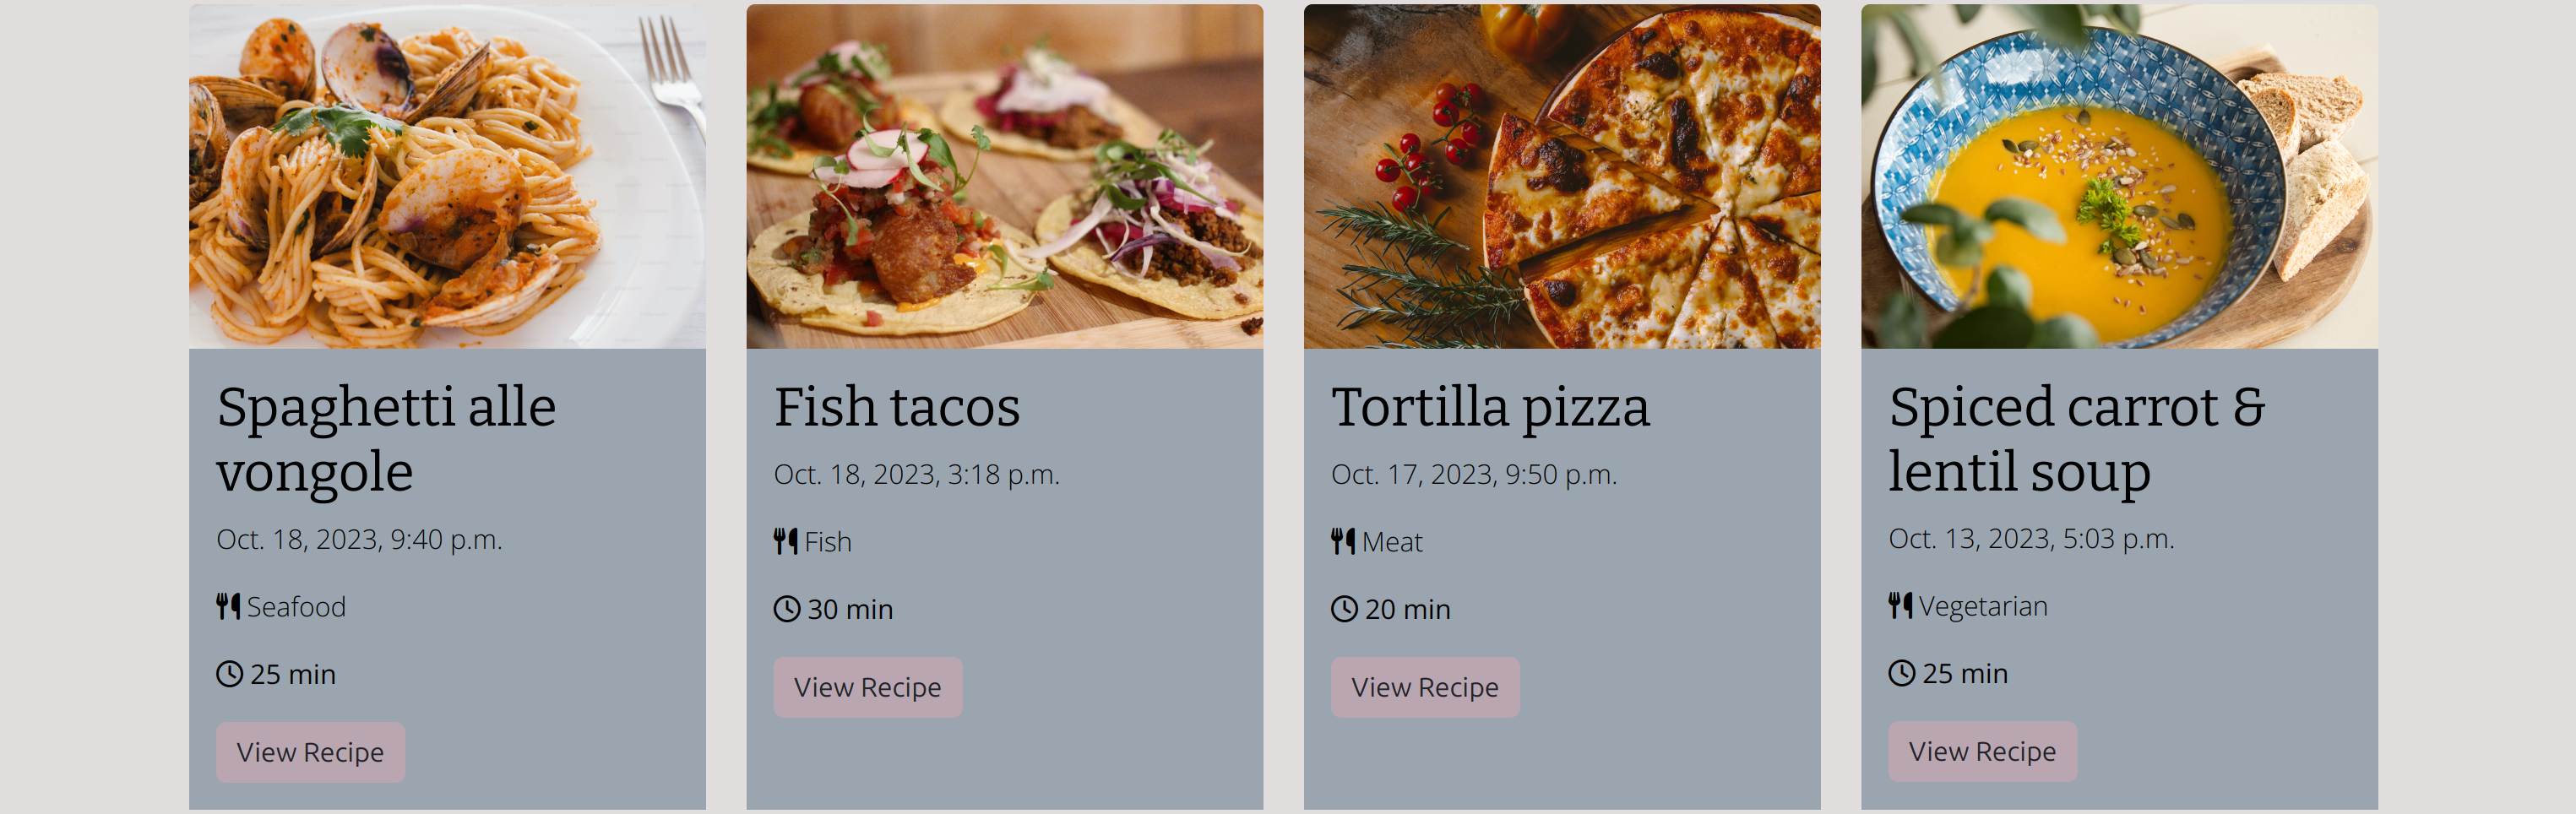 Spaghetti alle
vongole
Oct. 18, 2023, 9:40 p.m.
Seafood
25 min
View Recipe
Fish tacos
Oct. 18, 2023, 3:18 p.m.
Fish
30 min
View Recipe
Tortilla pizza
Oct. 17, 2023, 9:50 p.m.
Meat
20 min
View Recipe
Spiced carrot &
lentil soup
Oct. 13, 2023, 5:03 p.m.
Vegetarian
25 min
View Recipe